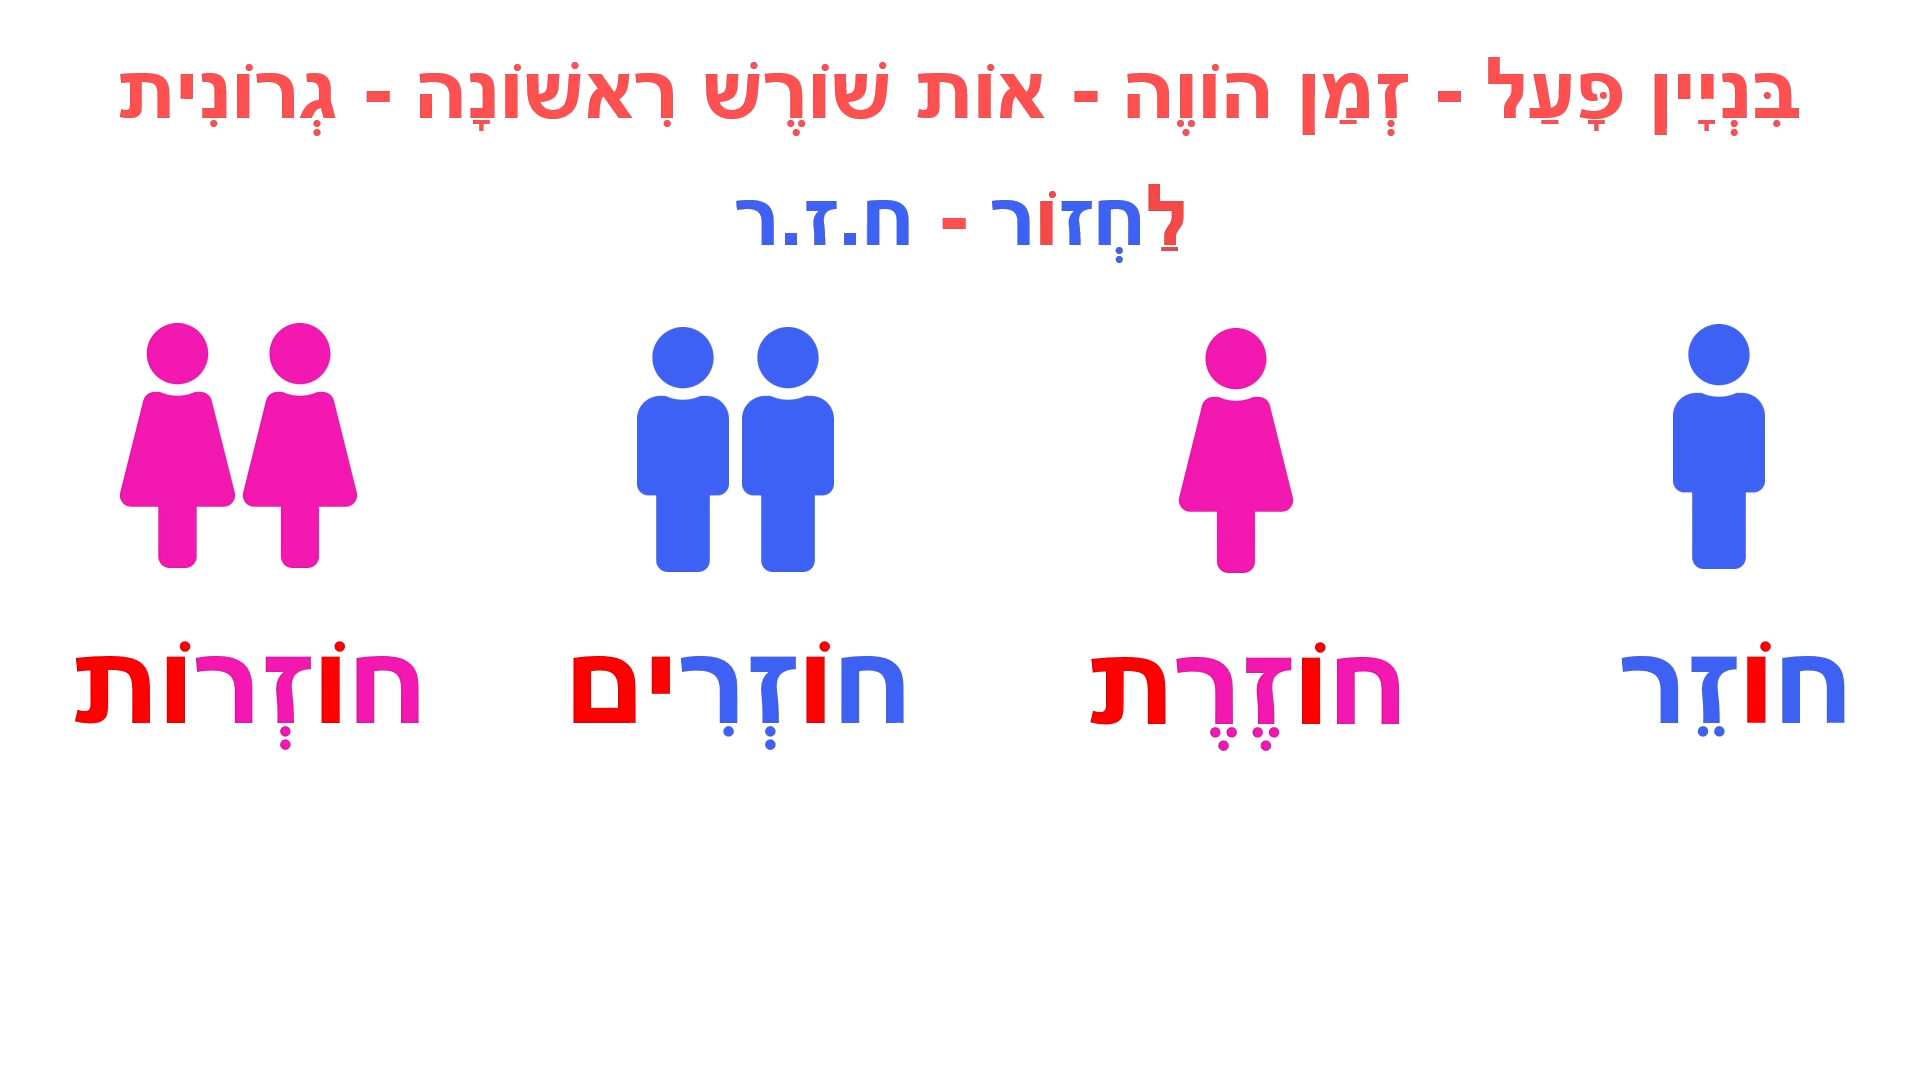 בִּנְיָין פָּעַל - זְמַן הוֹוֶה - אוֹת שׁוֹרֶשׁ רִאשׁוֹנָה - גְרוֹנִית
לַחְזוֹר - ח.ז.ר
חוֹזֵר חוֹזֶרֶת חוֹזְרִים חוֹזְרוֹת